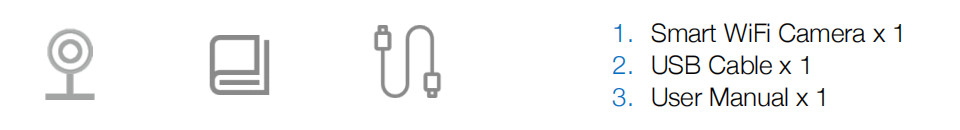 1. Smart WiFi Camera x 1
2. USB Cable x 1
3. User Manual x 1